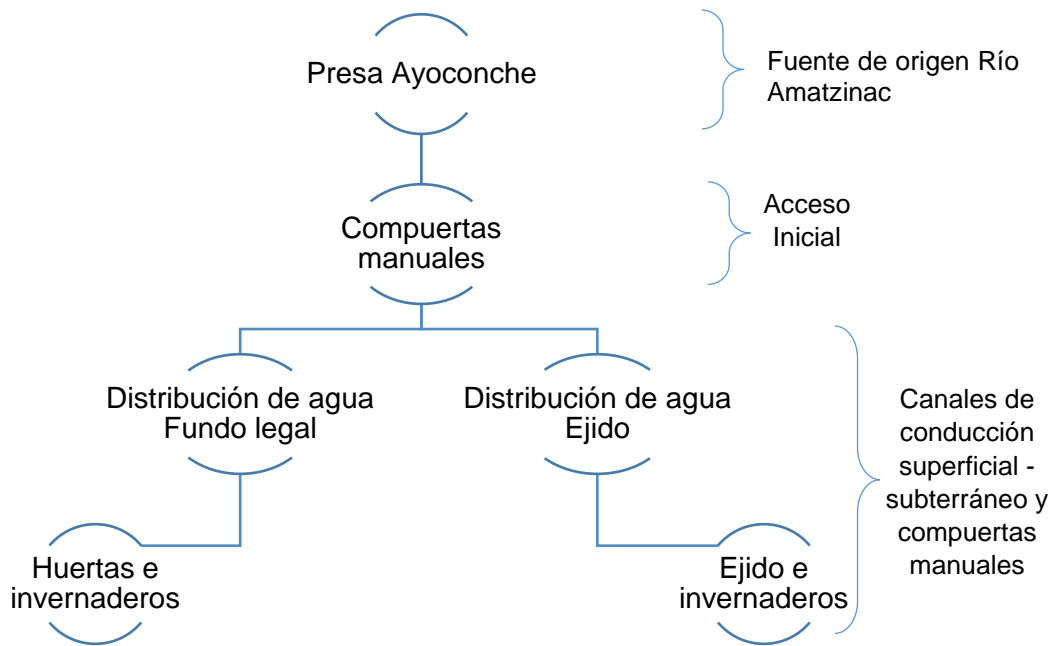 Presa Ayoconche
Fuente de origen Río
Amatzinac
Compuertas
manuales
Acceso
Inicial
Distribución de agua
Fundo legal
Distribución de agua
Ejido
Canales de
conducción
superficial -
subterráneo y
compuertas
manuales
Huertas e
invernaderos
Ejido e
invernaderos